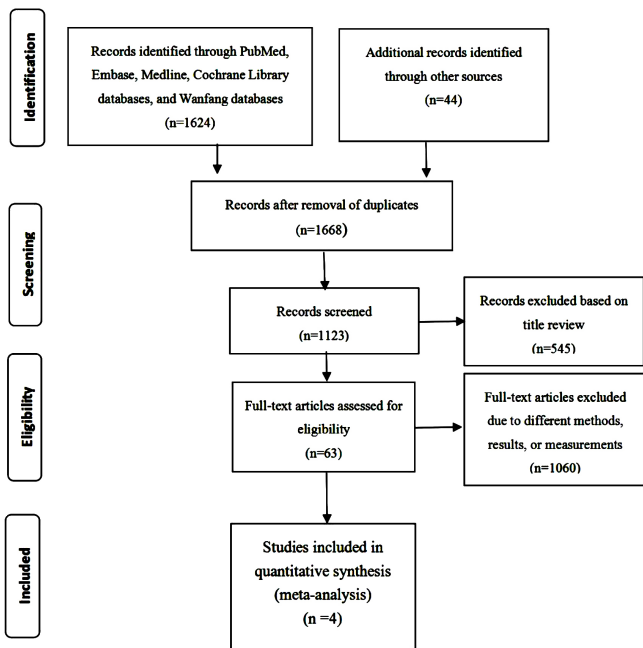 Identification
Records identified through PubMed,
Embase, Medline, Cochrane Library
databases, and Wanfang databases
(n=1624)
Additional records identified
through other sources
(n=44)
Screening
Records after removal of duplicates
(n=1668)
Records screened
(n=1123)
Records excluded based on
title review
(n=545)
Eligibility
Full-text articles assessed for
eligibility
(n=63)
Full-text articles excluded
due to different methods,
results, or measurements
(n=1060)
Included
Studies included in
quantitative synthesis
(meta-analysis)
(n =4)